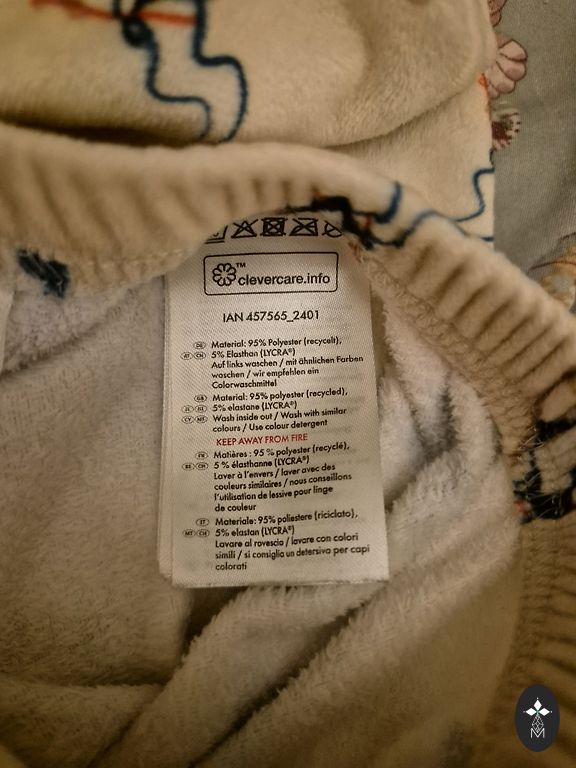 ™
clevercare.info
IAN 457565_2401
DE Material: 95% Polyester (recycelt),
AT CH 5% Elasthan (LYCRA®)
Auf links waschen / mit ähnlichen Farben
waschen / wir empfehlen ein
Colorwaschmittel
GB Material: 95% polyester (recycled),
IE NI 5% elastane (LYCRA®)
CY MT Wash inside out / Wash with similar
colours / Use colour detergent
KEEP AWAY FROM FIRE
FR Matières : 95 % polyester (recyclé),
BE CH 5 % élasthanne (LYCRA®)
Laver à l'envers / laver avec des
couleurs similaires / nous conseillons
l'utilisation de lessive pour linge
de couleur
IT Materiale: 95% poliestere (riciclato),
MT CH 5% elastan (LYCRA®)
Lavare al rovescio / lavare con colori
simili / si consiglia un detersivo per capi
colorati
M